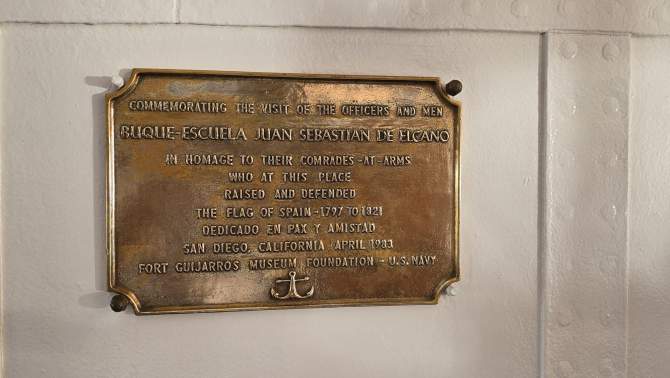 COMMEMORATING THE VISIT OF THE OFFICERS AND MEN
BUQUE-ESCUELA JUAN SEBASTIAN DE ELCANO
IN HOMAGE TO THEIR COMRADES-AT-ARMS
WHO AT THIS PLACE
RAISED AND DEFENDED
THE FLAG OF SPAIN-1797 TO 1821
DEDICADO EN PAX Y AMISTAD
SAN DIEGO, CALIFORNIA APRIL 1983
FORT GUIJARROS MUSEUM FOUNDATION - U.S. NAVY